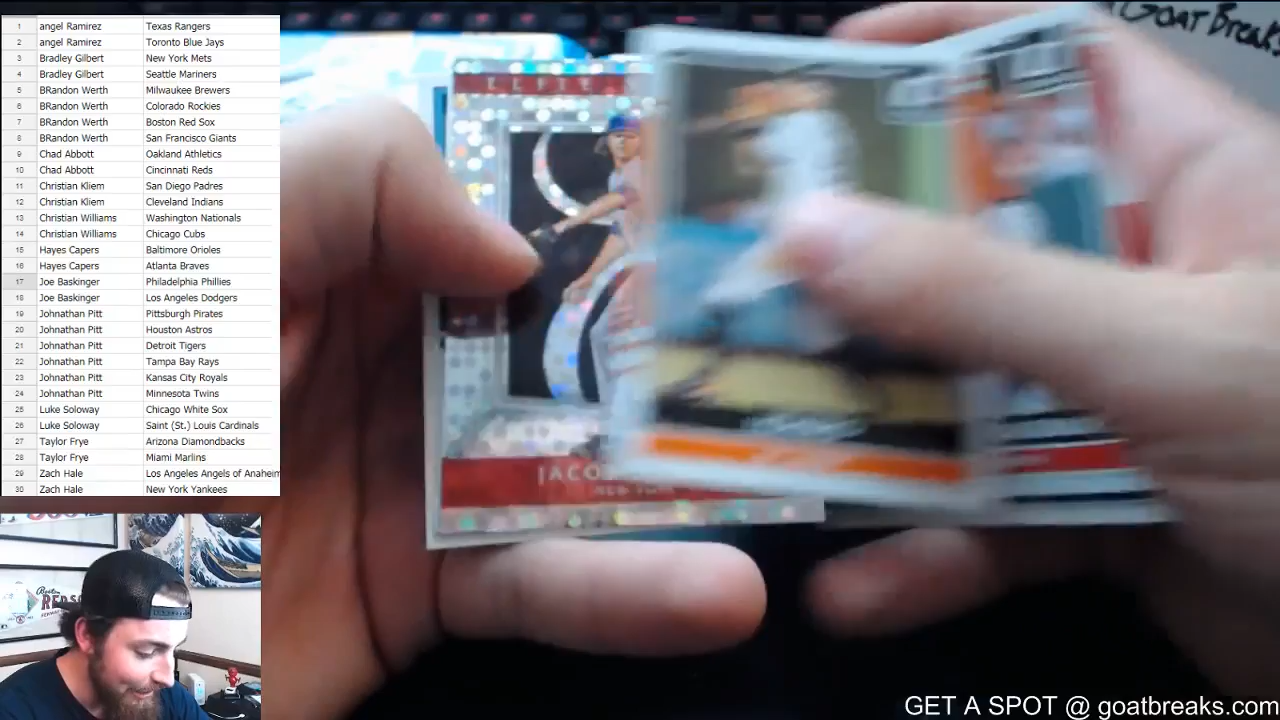 1 angel Ramirez Texas Rangers
2 angel Ramirez Toronto Blue Jays
3 Bradley Gilbert New York Mets
4 Bradley Gilbert Seattle Mariners
5 BRandon Werth Milwaukee Brewers
6 BRandon Werth Colorado Rockies
7 BRandon Werth Boston Red Sox
8 BRandon Werth San Francisco Giants
9 Chad Abbott Oakland Athletics
10 Chad Abbott Cincinnati Reds
11 Christian Kliem San Diego Padres
12 Christian Kliem Cleveland Indians
13 Christian Williams Washington Nationals
14 Christian Williams Chicago Cubs
15 Hayes Capers Baltimore Orioles
16 Hayes Capers Atlanta Braves
17 Joe Baskinger Philadelphia Phillies
18 Joe Baskinger Los Angeles Dodgers
19 Johnathan Pitt Pittsburgh Pirates
20 Johnathan Pitt Houston Astros
21 Johnathan Pitt Detroit Tigers
22 Johnathan Pitt Tampa Bay Rays
23 Johnathan Pitt Kansas City Royals
24 Johnathan Pitt Minnesota Twins
25 Luke Soloway Chicago White Sox
26 Luke Soloway Saint (St.) Louis Cardinals
27 Taylor Frye Arizona Diamondbacks
28 Taylor Frye Miami Marlins
29 Zach Hale Los Angeles Angels of Anaheim
30 Zach Hale New York Yankees
GoatBreaks
ELITE
JACO
NEW YORK
Boston
REDS
GET A SPOT @ goatbreaks.com